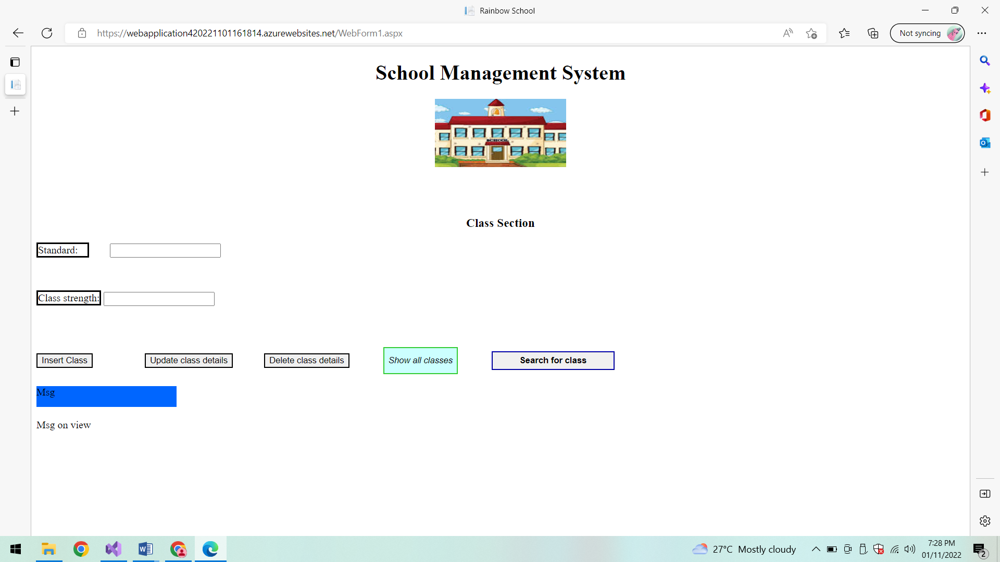 Rainbow School
https://webapplication420221101161814.azurewebsites.net/WebForm1.aspx
Not syncing
School Management System
SCHOOL
Class Section
Standard:
Class strength:
Insert Class
Update class details
Delete class details
Show all classes
Search for class
Msg
Msg on view
27°C Mostly cloudy
7:28 PM
01/11/2022
2